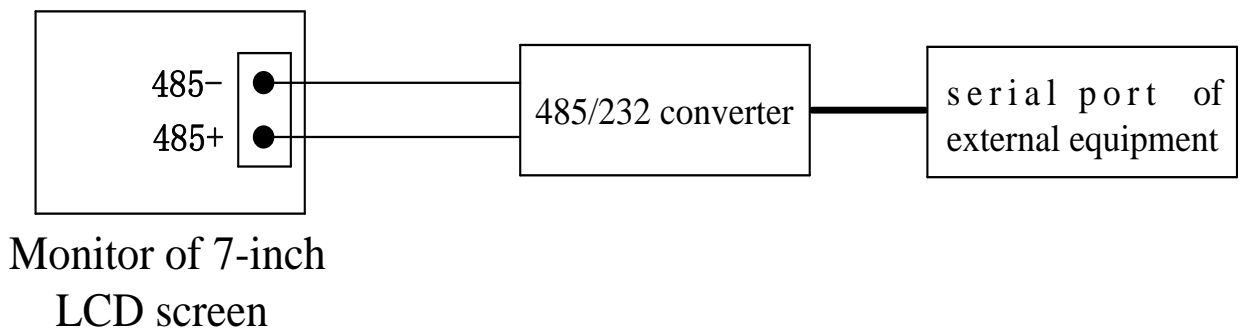 485-
485+
485/232 converter
serial port of
external equipment
Monitor of 7-inch
LCD screen